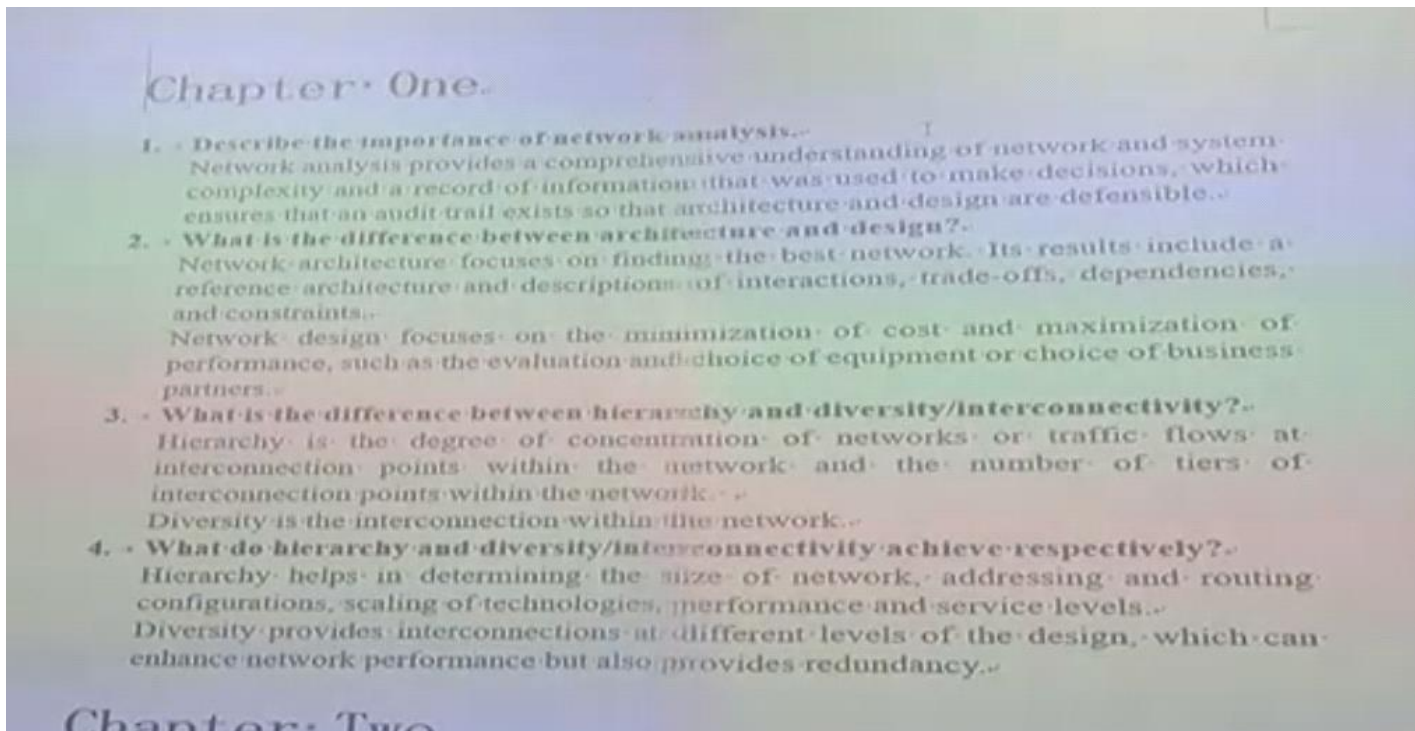 Chapter One
1. Describe the importance of network analysis.
Network analysis provides a comprehensive understanding of network and system
complexity and a record of information that was used to make decisions, which
ensures that an audit trail exists so that architecture and design are defensible.
2. What is the difference between architecture and design?
Network architecture focuses on finding the best network. Its results include a
reference architecture and descriptions of interactions, trade-offs, dependencies,
and constraints.
Network design focuses on the minimization of cost and maximization of
performance, such as the evaluation and choice of equipment or choice of business
partners.
3. What is the difference between hierarchy and diversity/interconnectivity?
Hierarchy is the degree of concentration of networks or traffic flows at
interconnection points within the network and the number of tiers of
interconnection points within the network.
Diversity is the interconnection within the network.
4. What do hierarchy and diversity/interconnectivity achieve respectively?
Hierarchy helps in determining the size of network, addressing and routing
configurations, scaling of technologies, performance and service levels.
Diversity provides interconnections at different levels of the design, which can
enhance network performance but also provides redundancy.
Chapter Two